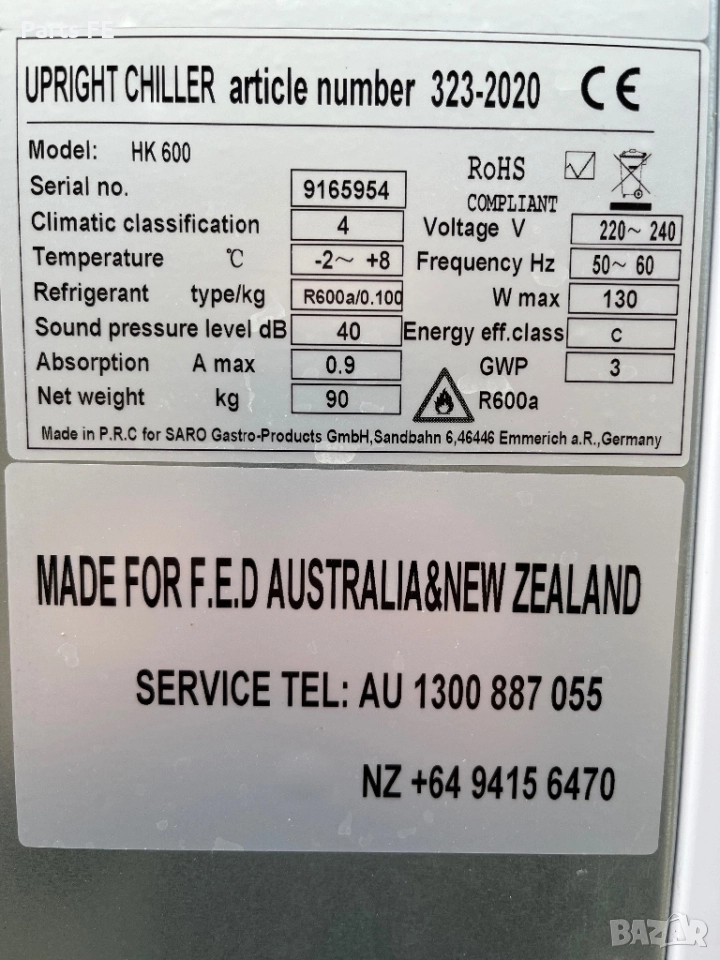 Parts FE
UPRIGHT CHILLER article number 323-2020 CE
Model: HK 600
RoHS
COMPLIANT
Serial no. 9165954
Climatic classification 4
Voltage V 220~ 240
Temperature ℃ -2~ +8
Frequency Hz 50~ 60
Refrigerant type/kg R600a/0.100
W max 130
Sound pressure level dB 40
Energy eff.class c
Absorption A max 0.9
GWP 3
Net weight kg 90
R600a
Made in P.R.C for SARO Gastro-Products GmbH,Sandbahn 6,46446 Emmerich a.R.,Germany
MADE FOR F.E.D AUSTRALIA&NEW ZEALAND
SERVICE TEL: AU 1300 887 055
NZ +64 9415 6470
BAZAR